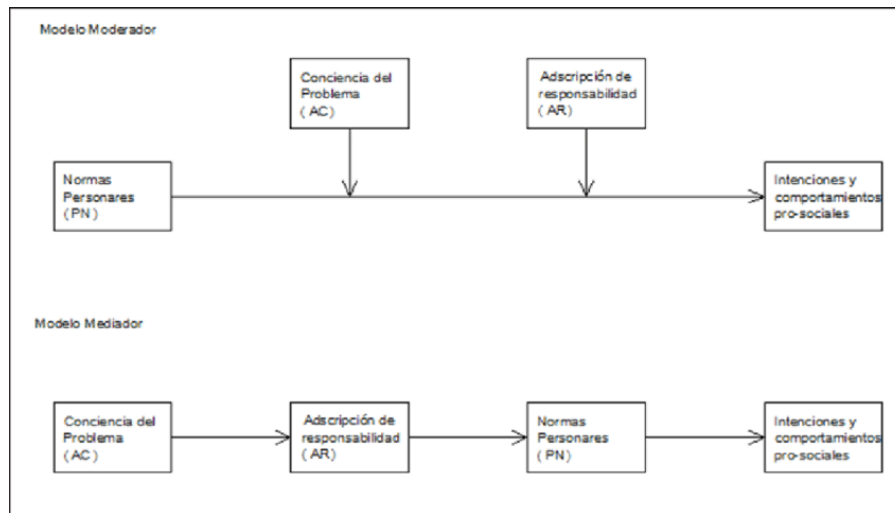 Modelo Moderador
Conciencia del
Problema
( AC)
Adscripción de
responsabilidad
( AR)
Normas
Personares
( PN)
Intenciones y
comportamientos
pro-sociales
Modelo Mediador
Conciencia del
Problema
( AC)
Adscripción de
responsabilidad
( AR)
Normas
Personares
( PN)
Intenciones y
comportamientos
pro-sociales